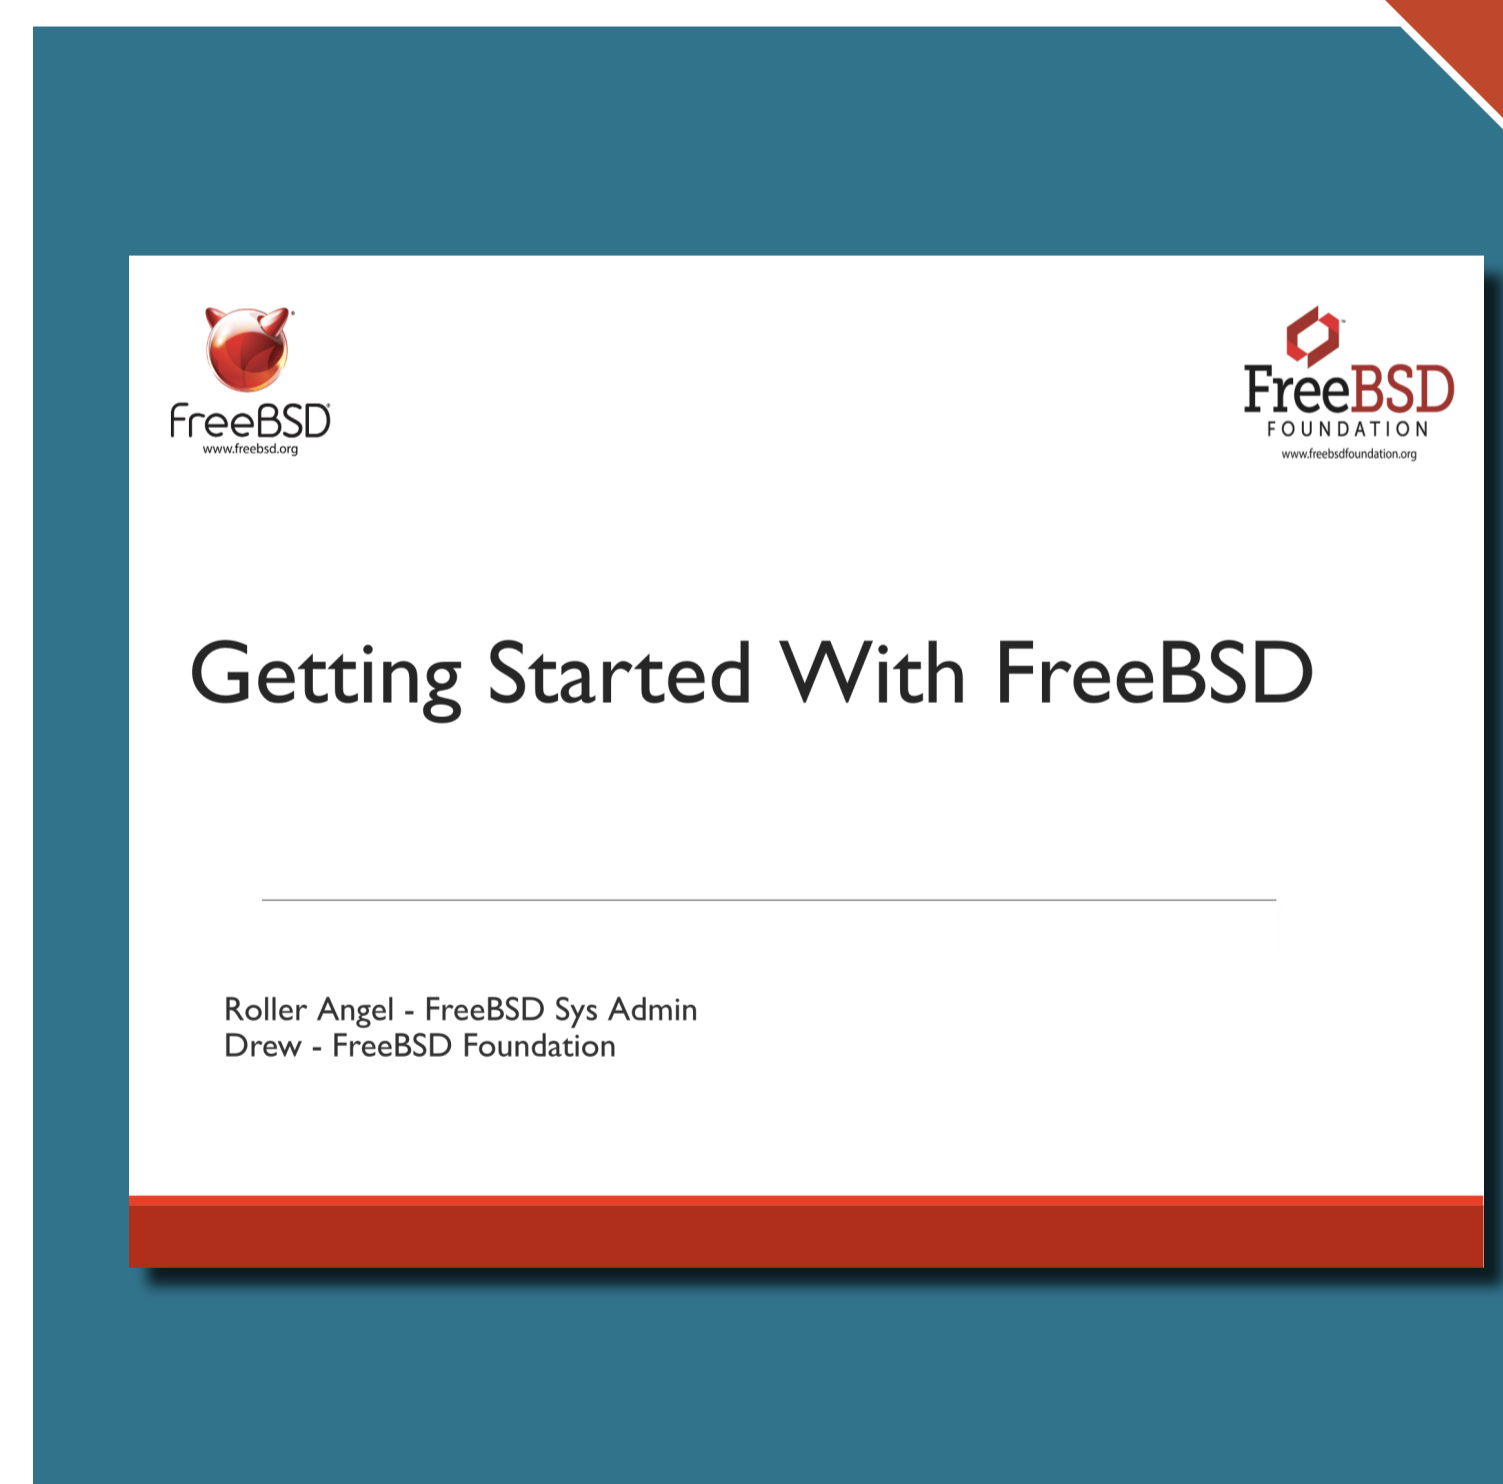 FreeBSD
www.freebsd.org
FreeBSD
FOUNDATION
www.freebsdfoundation.org
Getting Started With FreeBSD
Roller Angel - FreeBSD Sys Admin
Drew - FreeBSD Foundation